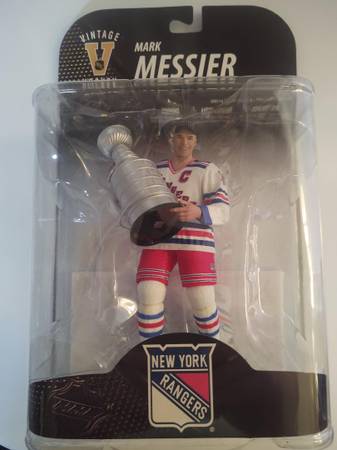 VINTAGE
V
MARK
MESSIER
C
NEW YORK
RANGERS